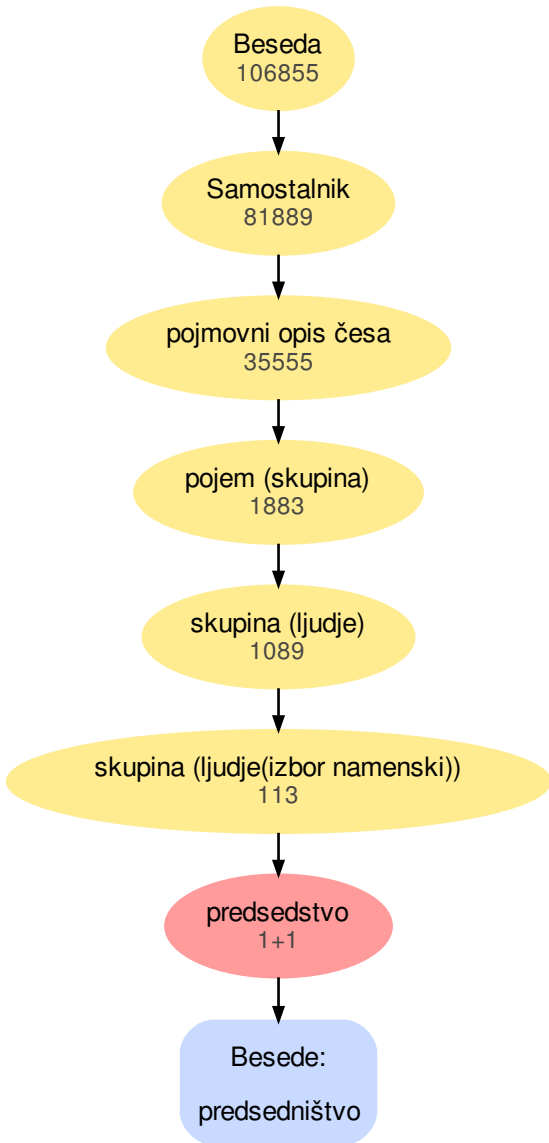 Beseda
106855
Samostalnik
81889
pojmovni opis česa
35555
pojem (skupina)
1883
skupina (ljudje)
1089
skupina (ljudje(izbor namenski))
113
predsedstvo
1+1
Besede:
predsedništvo